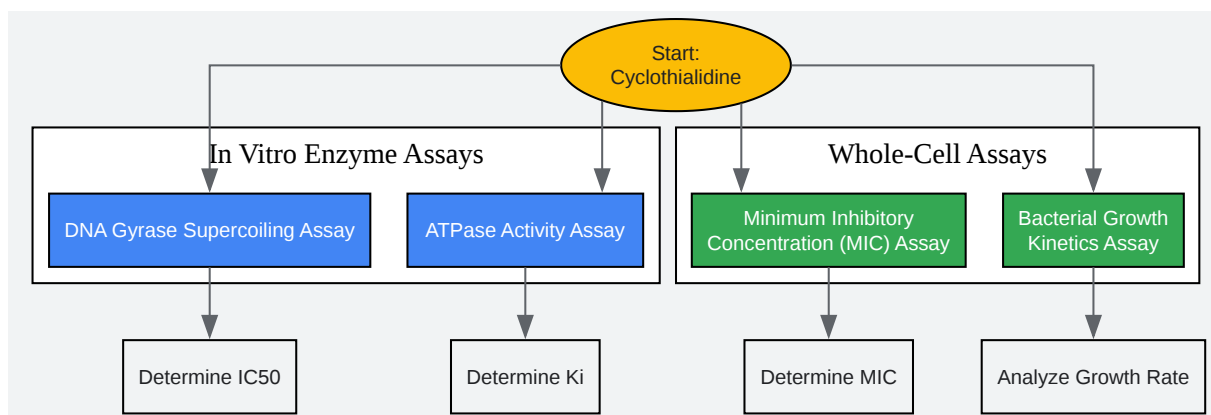 Start:
Cyclothialidine
In Vitro Enzyme Assays
Whole-Cell Assays
DNA Gyrase Supercoiling Assay
ATPase Activity Assay
Minimum Inhibitory
Concentration (MIC) Assay
Bacterial Growth
Kinetics Assay
Determine IC50
Determine Ki
Determine MIC
Analyze Growth Rate